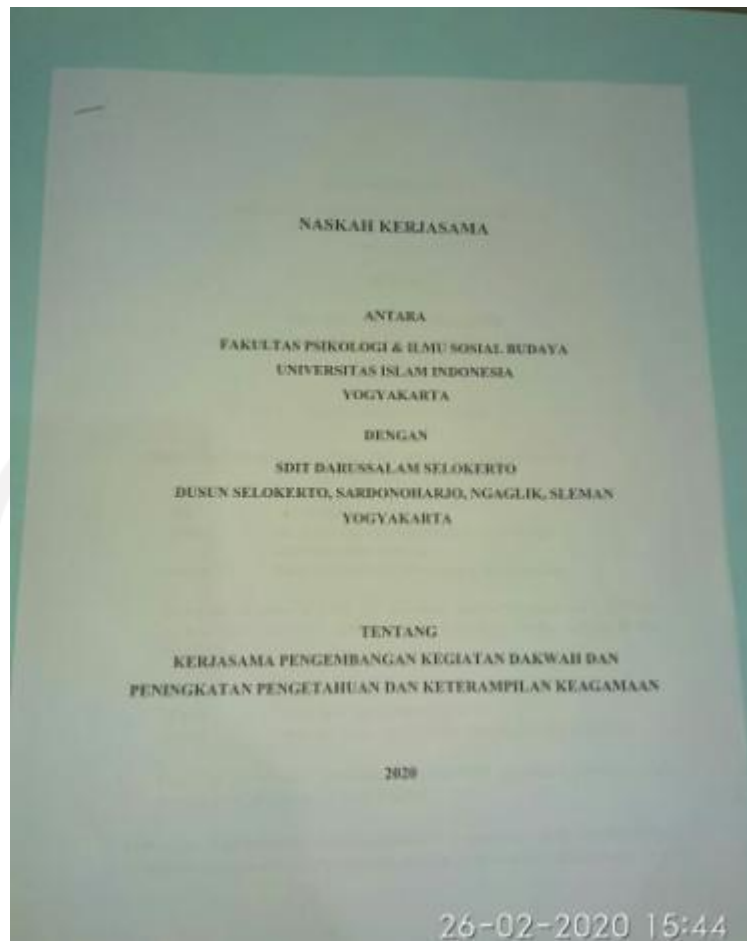 NASKAH KERJASAMA
ANTARA
FAKULTAS PSIKOLOGI & ILMU SOSIAL BUDAYA
UNIVERSITAS ISLAM INDONESIA
YOGYAKARTA
DENGAN
SDIT DARUSSALAM SELOKERTO
DUSUN SELOKERTO, SARDONOHARJO, NGAGLIK, SLEMAN
YOGYAKARTA
TENTANG
KERJASAMA PENGEMBANGAN KEGIATAN DAKWAH DAN
PENINGKATAN PENGETAHUAN DAN KETERAMPILAN KEAGAMAAN
2020
26-02-2020 15:44